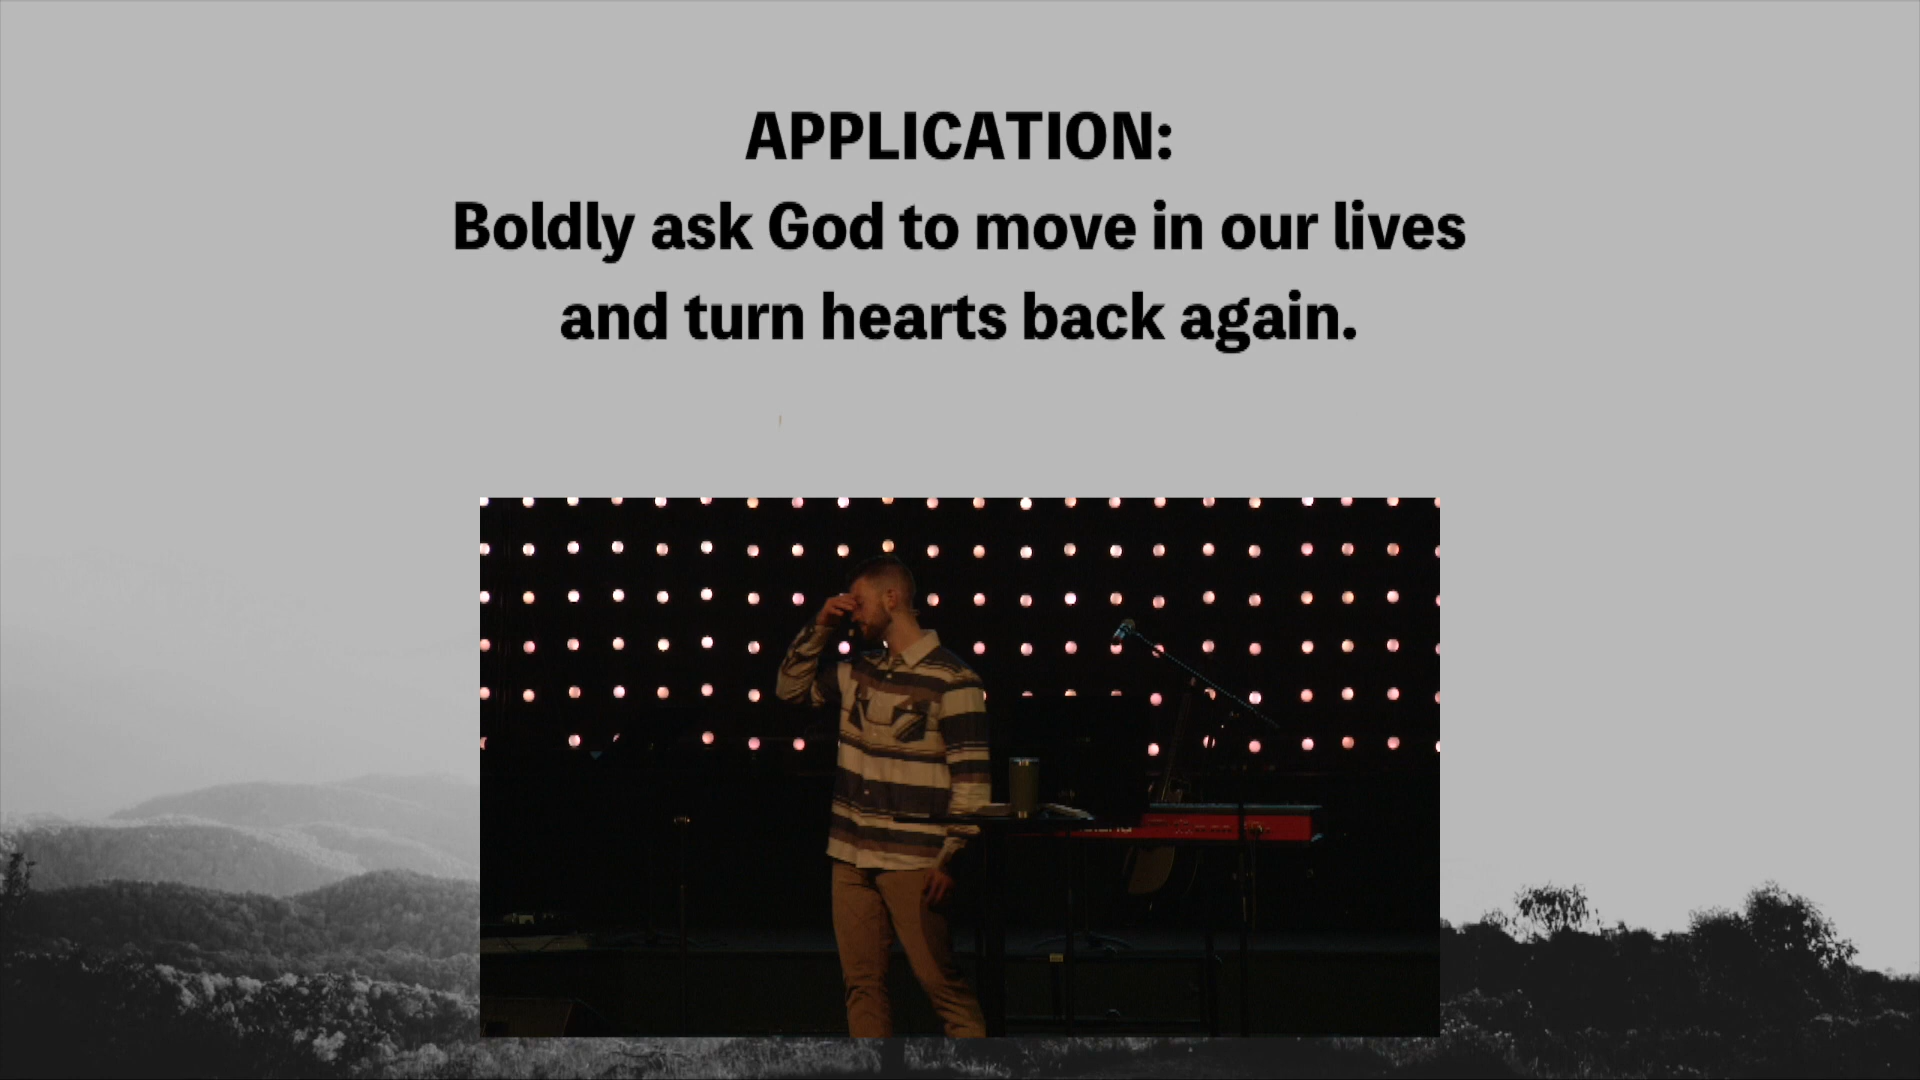 APPLICATION:
Boldly ask God to move in our lives
and turn hearts back again.